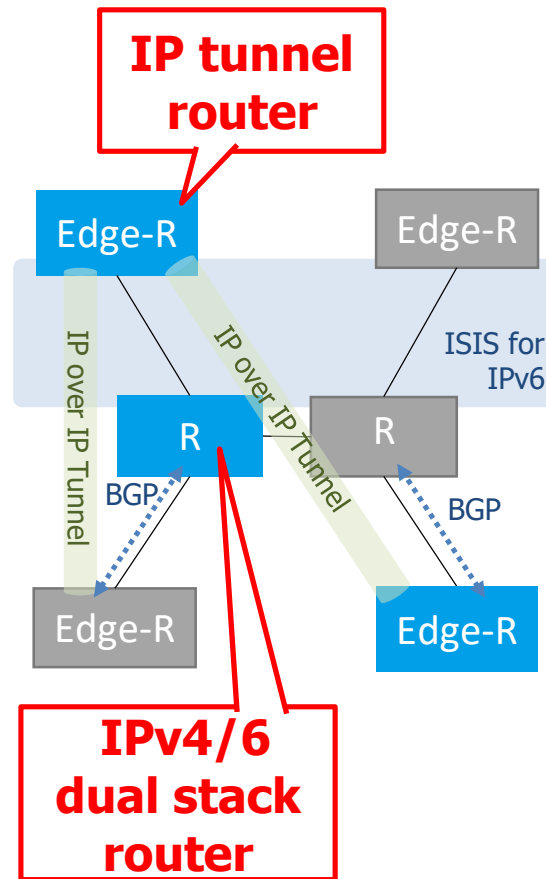 IP tunnel
router
Edge-R
Edge-R
IP over IP Tunnel
IP over IP Tunnel
ISIS for
IPv6
R
R
BGP
BGP
Edge-R
Edge-R
IPv4/6
dual stack
router